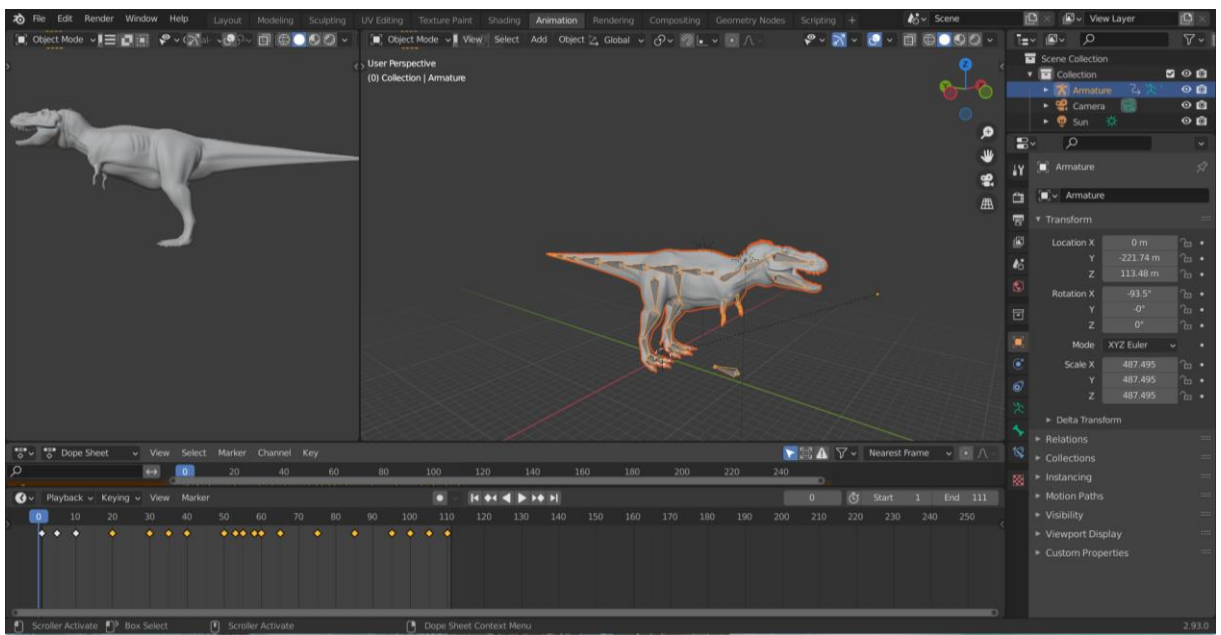 File Edit Render Window Help Layout Modeling Sculpting UV Editing Texture Paint Shading Animation Rendering Compositing Geometry Nodes Scripting + Scene View Layer
Object Mode Object Mode View Select Add Object Global
User Perspective
(0) Collection | Armature
Scene Collection
Collection
Armature
Camera
Sun
Armature
Armature
Transform
Location X 0 m
Y -221.74 m
Z 113.48 m
Rotation X -93.5°
Y -0°
Z 0°
Mode XYZ Euler
Scale X 487.495
Y 487.495
Z 487.495
Delta Transform
Relations
Collections
Instancing
Motion Paths
Visibility
Viewport Display
Custom Properties
Dope Sheet View Select Marker Channel Key Nearest Frame
0 20 40 60 80 100 120 140 160 180 200 220 240
Playback Keying View Marker 0 Start 1 End 111
0 10 20 30 40 50 60 70 80 90 100 110 120 130 140 150 160 170 180 190 200 210 220 230 240 250
Scroller Activate Box Select Scroller Activate Dope Sheet Context Menu 2.93.0